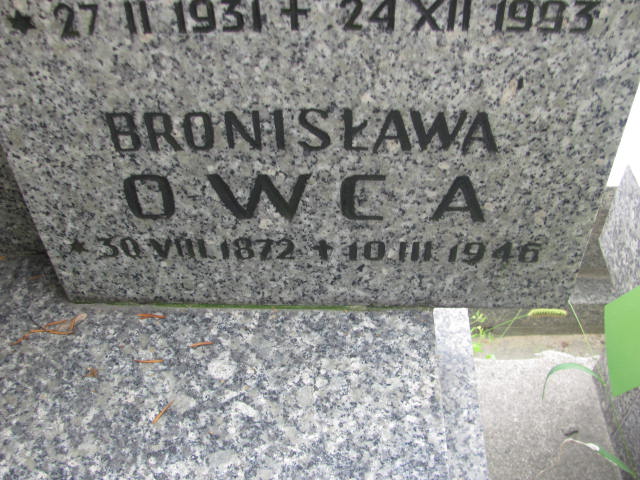 * 27 II 1931 + 24 XII 1993
BRONISŁAWA
OWCA
* 30 VIII 1872 + 10 III 1946